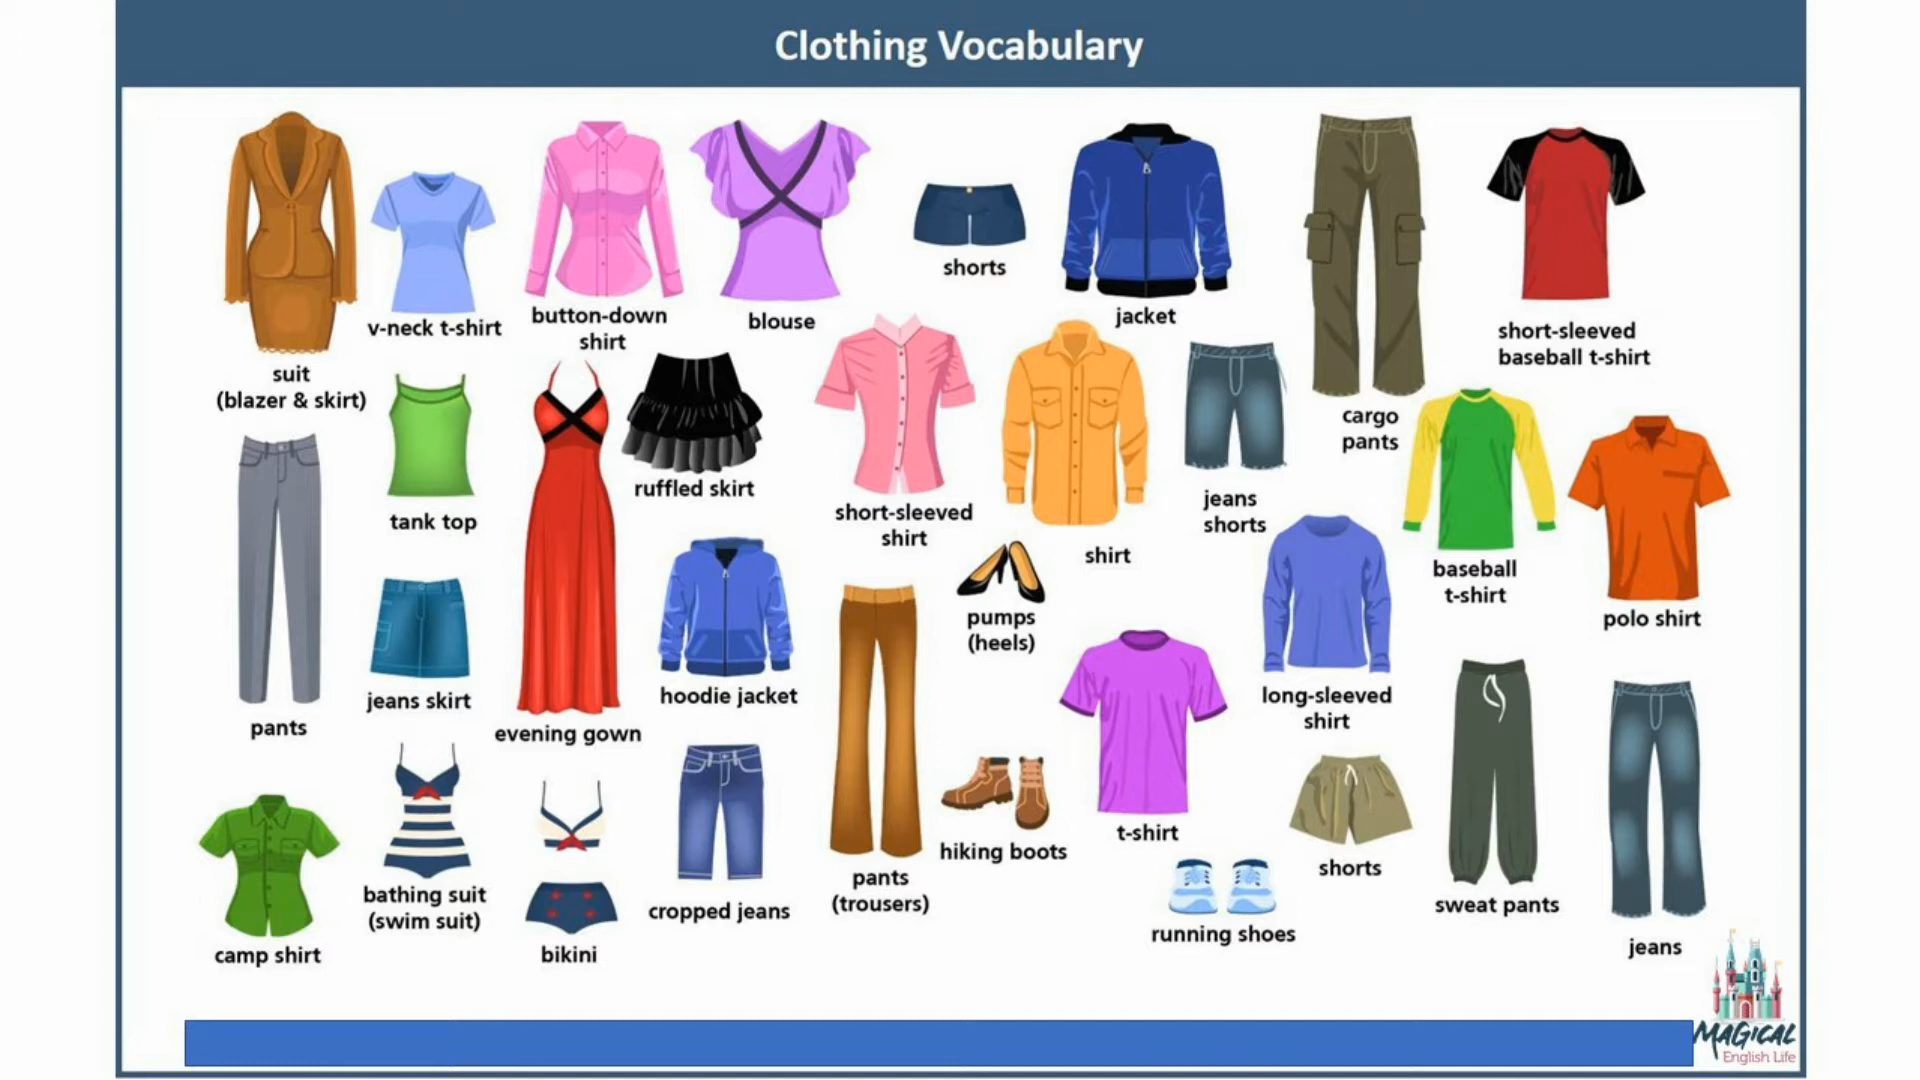 Clothing Vocabulary
suit
(blazer & skirt)
v-neck t-shirt
button-down
shirt
blouse
shorts
jacket
cargo
pants
short-sleeved
baseball t-shirt
pants
tank top
evening gown
ruffled skirt
short-sleeved
shirt
shirt
jeans
shorts
baseball
t-shirt
polo shirt
jeans skirt
hoodie jacket
pumps
(heels)
long-sleeved
shirt
camp shirt
bathing suit
(swim suit)
bikini
cropped jeans
pants
(trousers)
hiking boots
t-shirt
running shoes
shorts
sweat pants
jeans
MAGICAL
English Life